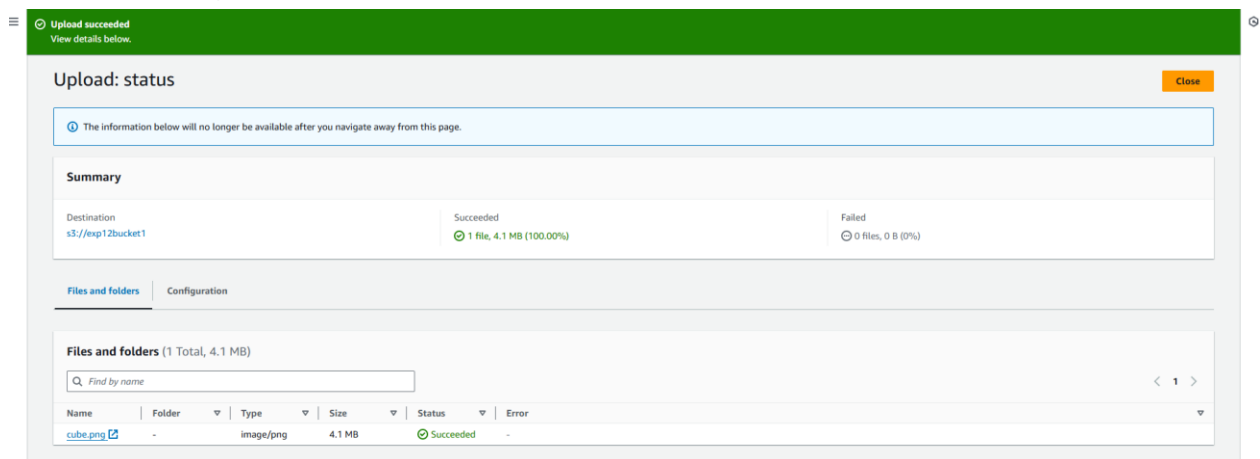 Upload succeeded
View details below.
Upload: status
Close
The information below will no longer be available after you navigate away from this page.
Summary
Destination
s3://exp12bucket1
Succeeded
1 file, 4.1 MB (100.00%)
Failed
0 files, 0 B (0%)
Files and folders
Configuration
Files and folders (1 Total, 4.1 MB)
Find by name
1
Name Folder Type Size Status Error
cube.png - image/png 4.1 MB Succeeded -